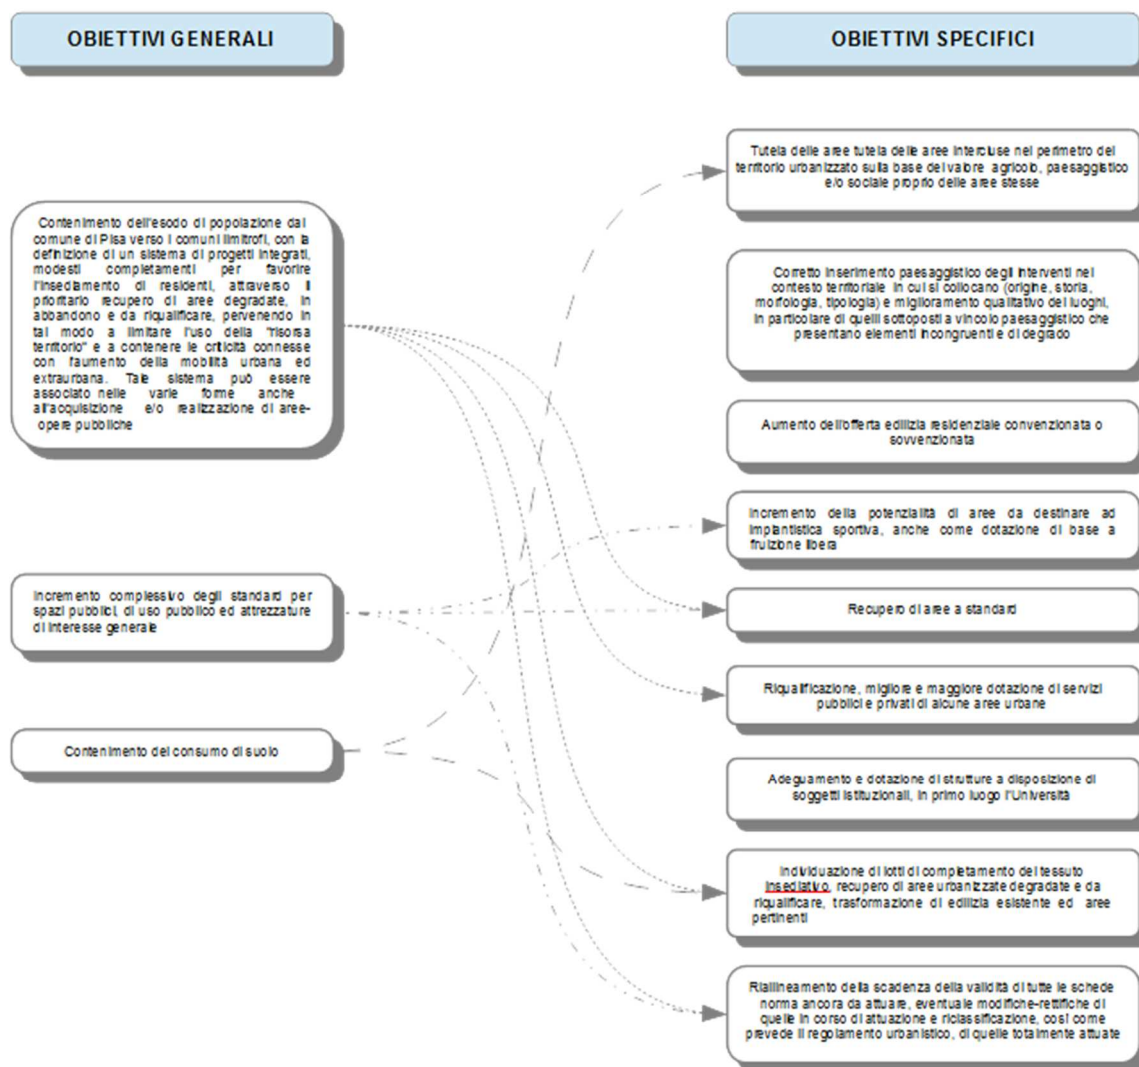 OBIETTIVI GENERALI
Contenimento dell'esodo di popolazione dal
comune di Pisa verso i comuni limitrofi, con la
definizione di un sistema di progetti integrati,
modesti completamenti per favorire
l'insediamento di residenti, attraverso il
prioritario recupero di aree degradate, in
abbandono e da riqualificare, pervenendo in
tal modo a limitare l'uso della "risorsa
territorio" e a contenere le criticità connesse
con l'aumento della mobilità urbana ed
extraurbana. Tale sistema può essere
associato nelle varie forme anche
all'acquisizione e/o realizzazione di aree-
opere pubbliche
Incremento complessivo degli standard per
spazi pubblici, di uso pubblico ed attrezzature
di interesse generale
Contenimento del consumo di suolo
OBIETTIVI SPECIFICI
Tutela delle aree tutela delle aree intercluse nel perimetro del
territorio urbanizzato sulla base del valore agricolo, paesaggistico
e/o sociale proprio delle aree stesse
Corretto inserimento paesaggistico degli interventi nel
contesto territoriale in cui si collocano (origine, storia,
morfologia, tipologia) e miglioramento qualitativo dei luoghi,
in particolare di quelli sottoposti a vincolo paesaggistico che
presentano elementi incongruenti e di degrado
Aumento dell'offerta edilizia residenziale convenzionata o
sovvenzionata
Incremento della potenzialità di aree da destinare ad
impiantistica sportiva, anche come dotazione di base a
fruizione libera
Recupero di aree a standard
Riqualificazione, migliore e maggiore dotazione di servizi
pubblici e privati di alcune aree urbane
Adeguamento e dotazione di strutture a disposizione di
soggetti istituzionali, in primo luogo l'Università
Individuazione di lotti di completamento del tessuto
insediativo, recupero di aree urbanizzate degradate e da
riqualificare, trasformazione di edilizia esistente ed aree
pertinenti
Riallineamento della scadenza della validità di tutte le schede
norma ancora da attuare, eventuale modifiche-rettifiche di
quelle in corso di attuazione e riclassificazione, così come
prevede il regolamento urbanistico, di quelle totalmente attuate